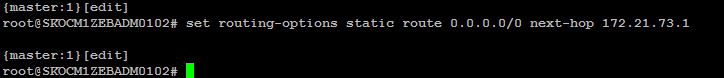 {master:1}[edit]
root@SKOCM1ZEBADM0102# set routing-options static route 0.0.0.0/0 next-hop 172.21.73.1
{master:1}[edit]
root@SKOCM1ZEBADM0102#